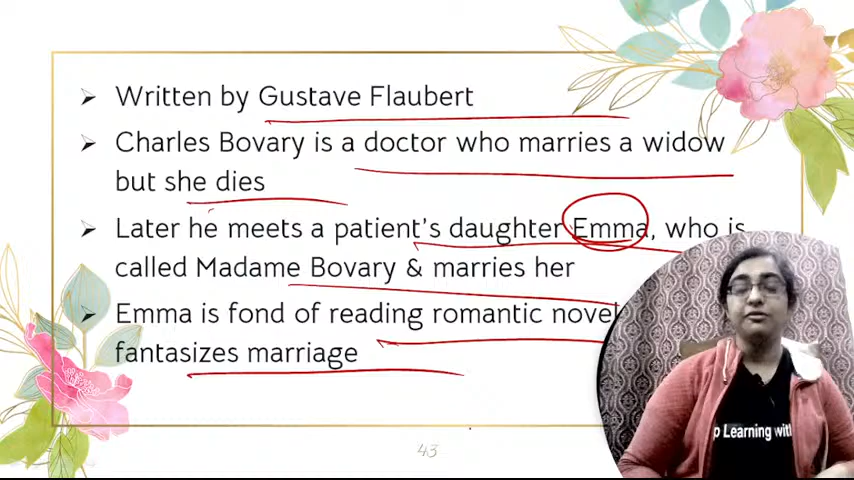 Written by Gustave Flaubert
Charles Bovary is a doctor who marries a widow
but she dies
Later he meets a patient's daughter Emma, who is
called Madame Bovary & marries her
Emma is fond of reading romantic novel
fantasizes marriage
p Learning with
43